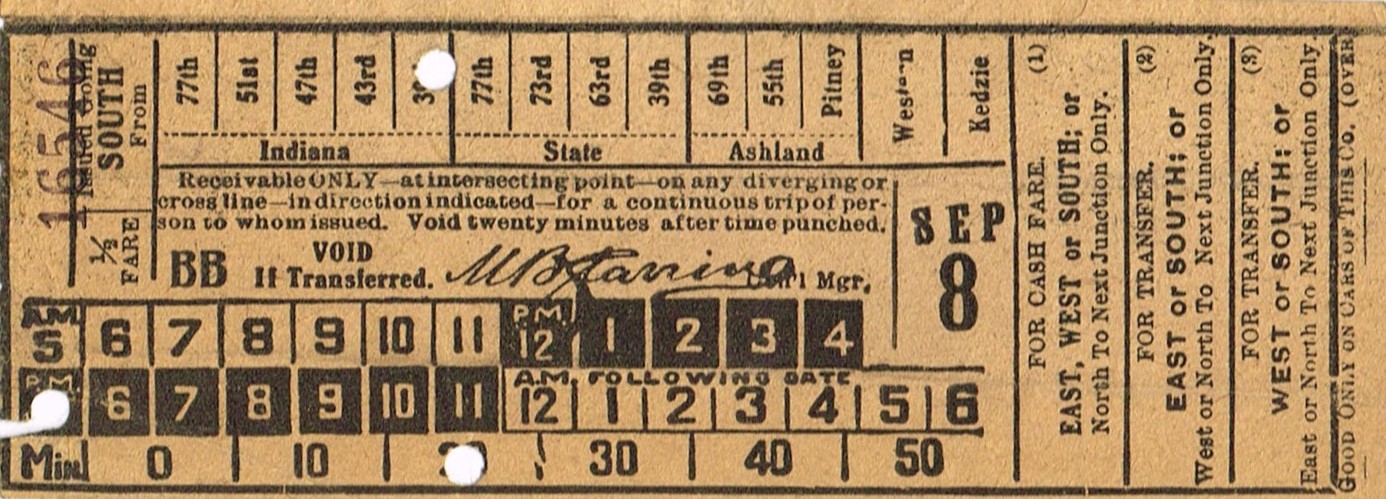 16546
Issued Going
SOUTH
From
77th 51st 47th 43rd
Indiana
77th 73rd 63rd 39th
State
69th 55th Pitney
Ashland
Western
Kedzie
½ FARE
Receivable ONLY—at intersecting point—on any diverging or
cross line—in direction indicated—for a continuous trip of per-
son to whom issued. Void twenty minutes after time punched.
BB
VOID
If Transferred.
Gen'l Mgr.
SEP
8
A.M.
5 6 7 8 9 10 11
P.M.
12 1 2 3 4
P.M.
6 7 8 9 10 11
A.M. FOLLOWING DATE
12 1 2 3 4 5 6
Min 0 10 30 40 50
(1)
FOR CASH FARE.
EAST, WEST or SOUTH; or
North To Next Junction Only.
(2)
FOR TRANSFER.
EAST or SOUTH; or
West or North To Next Junction Only.
(3)
FOR TRANSFER.
WEST or SOUTH; or
East or North To Next Junction Only.
GOOD ONLY ON CARS OF THIS CO. (OVER